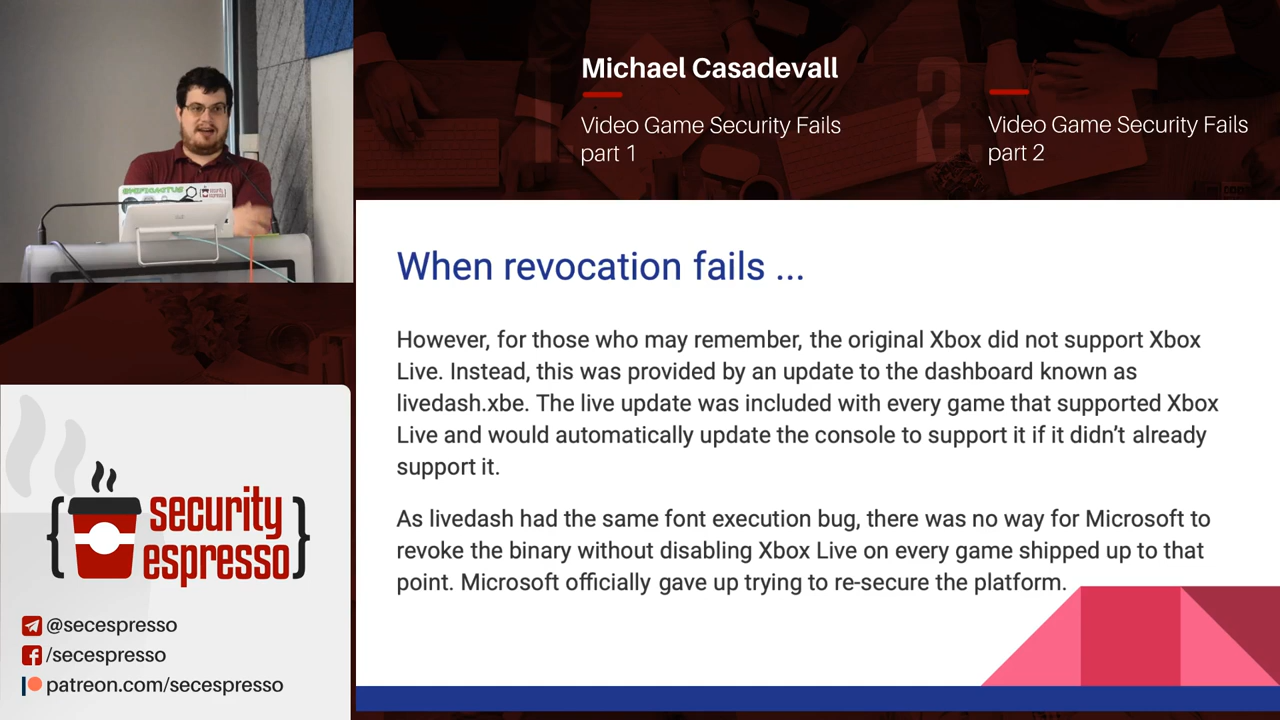 Michael Casadevall
1.
Video Game Security Fails
part 1
2.
Video Game Security Fails
part 2
When revocation fails ...
However, for those who may remember, the original Xbox did not support Xbox
Live. Instead, this was provided by an update to the dashboard known as
livedash.xbe. The live update was included with every game that supported Xbox
Live and would automatically update the console to support it if it didn’t already
support it.
As livedash had the same font execution bug, there was no way for Microsoft to
revoke the binary without disabling Xbox Live on every game shipped up to that
point. Microsoft officially gave up trying to re-secure the platform.
{security
espresso}
@secespresso
/secespresso
patreon.com/secespresso
security